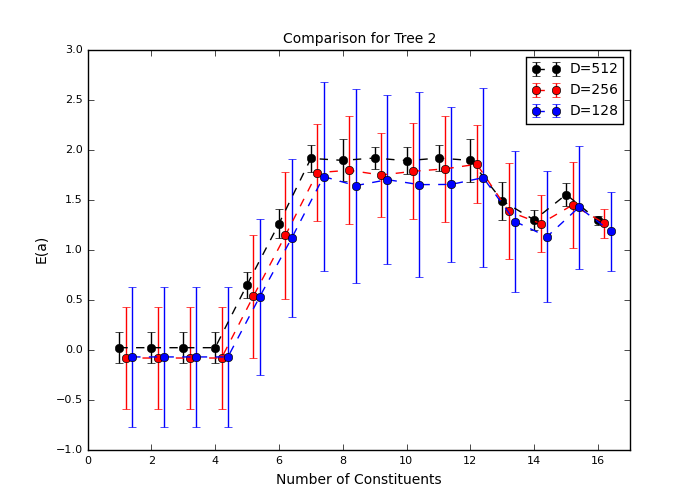 Comparison for Tree 2
3.0
2.5
2.0
1.5
1.0
0.5
0.0
−0.5
−1.0
E(a)
D=512
D=256
D=128
0 2 4 6 8 10 12 14 16
Number of Constituents